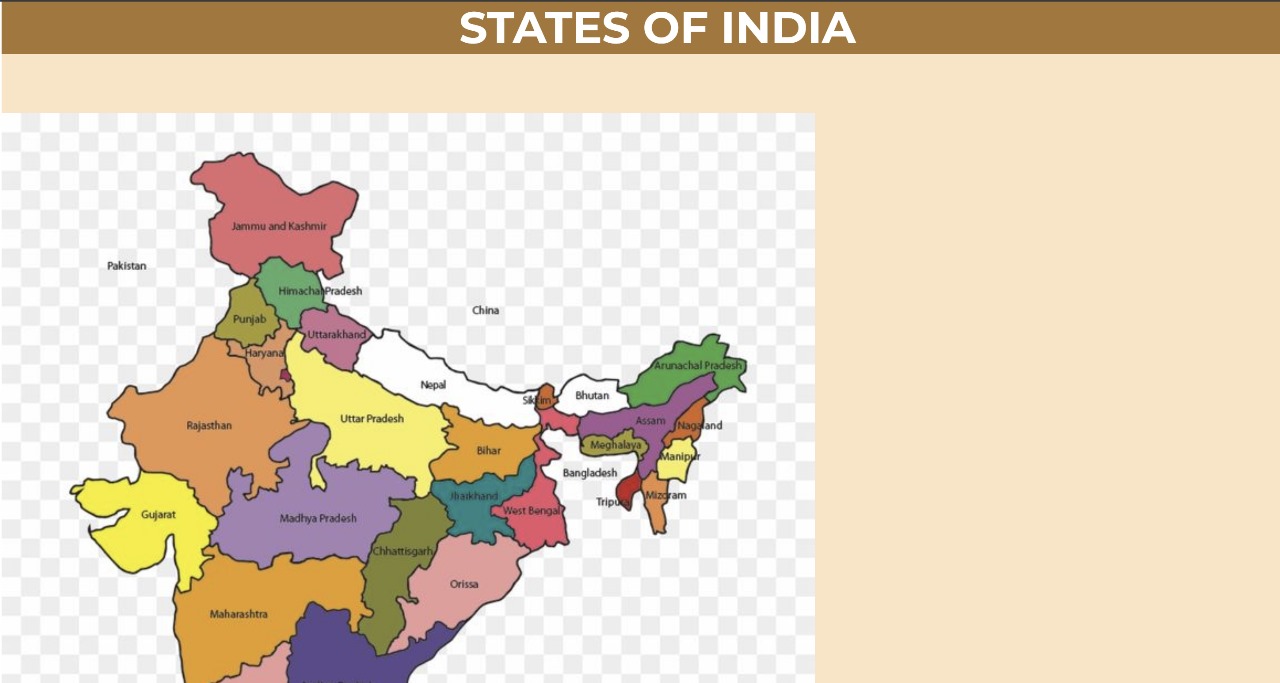 STATES OF INDIA
Jammu and Kashmir
Pakistan
Himachal Pradesh
China
Punjab
Uttarakhand
Haryana
Arunachal Pradesh
Nepal
Bhutan
Sikkim
Rajasthan
Uttar Pradesh
Assam
Nagaland
Bihar
Meghalaya
Manipur
Bangladesh
Jharkhand
Mizoram
Tripura
Gujarat
Madhya Pradesh
West Bengal
Chhattisgarh
Orissa
Maharashtra